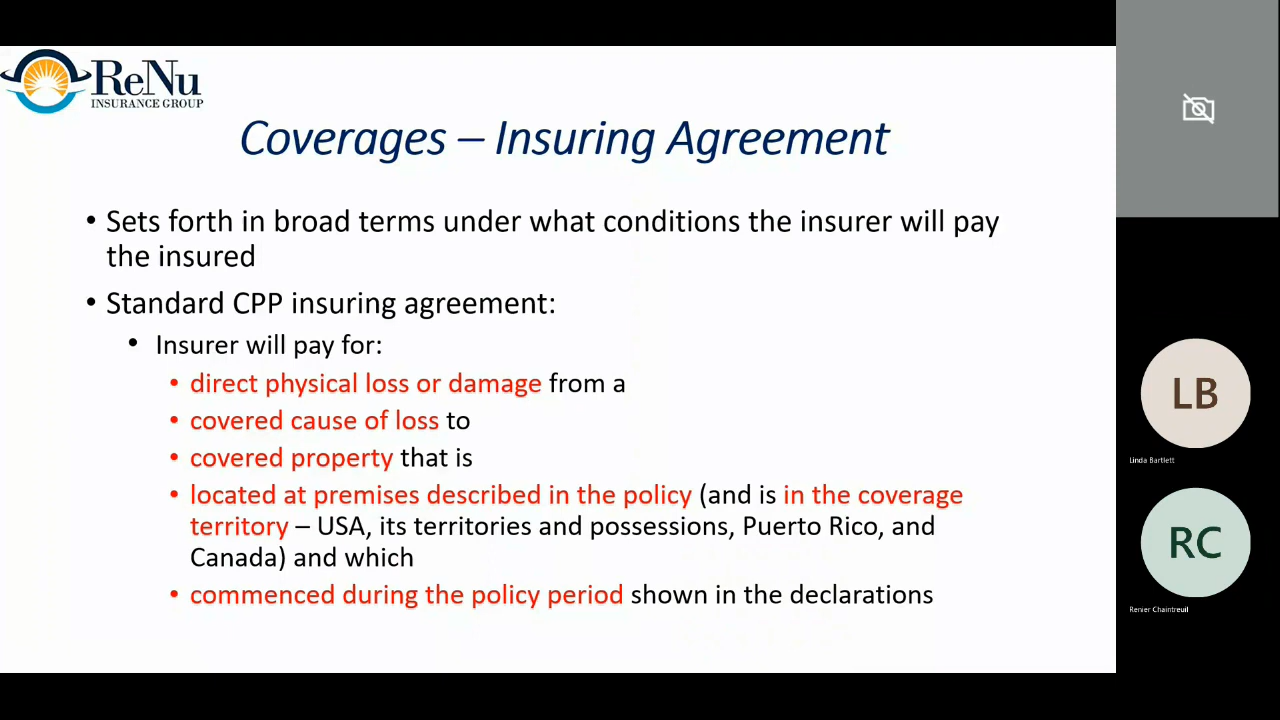 ReNu
INSURANCE GROUP
Coverages – Insuring Agreement
• Sets forth in broad terms under what conditions the insurer will pay
the insured
• Standard CPP insuring agreement:
• Insurer will pay for:
• direct physical loss or damage from a
• covered cause of loss to
• covered property that is
• located at premises described in the policy (and is in the coverage
territory – USA, its territories and possessions, Puerto Rico, and
Canada) and which
• commenced during the policy period shown in the declarations
LB
Linda Bartlett
RC
Renier Chaintreuil